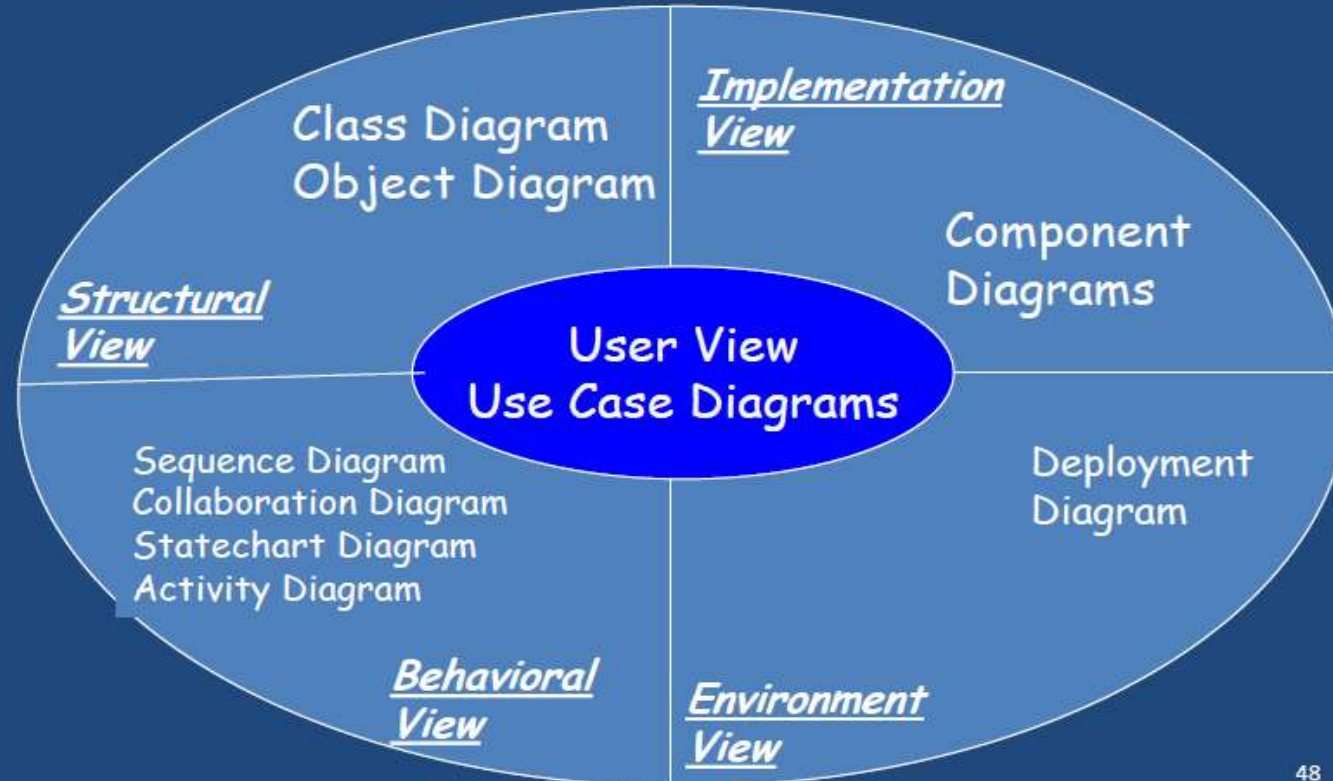 Class Diagram
Object Diagram
Structural
View
Implementation
View
Component
Diagrams
User View
Use Case Diagrams
Sequence Diagram
Collaboration Diagram
Statechart Diagram
Activity Diagram
Behavioral
View
Deployment
Diagram
Environment
View
48